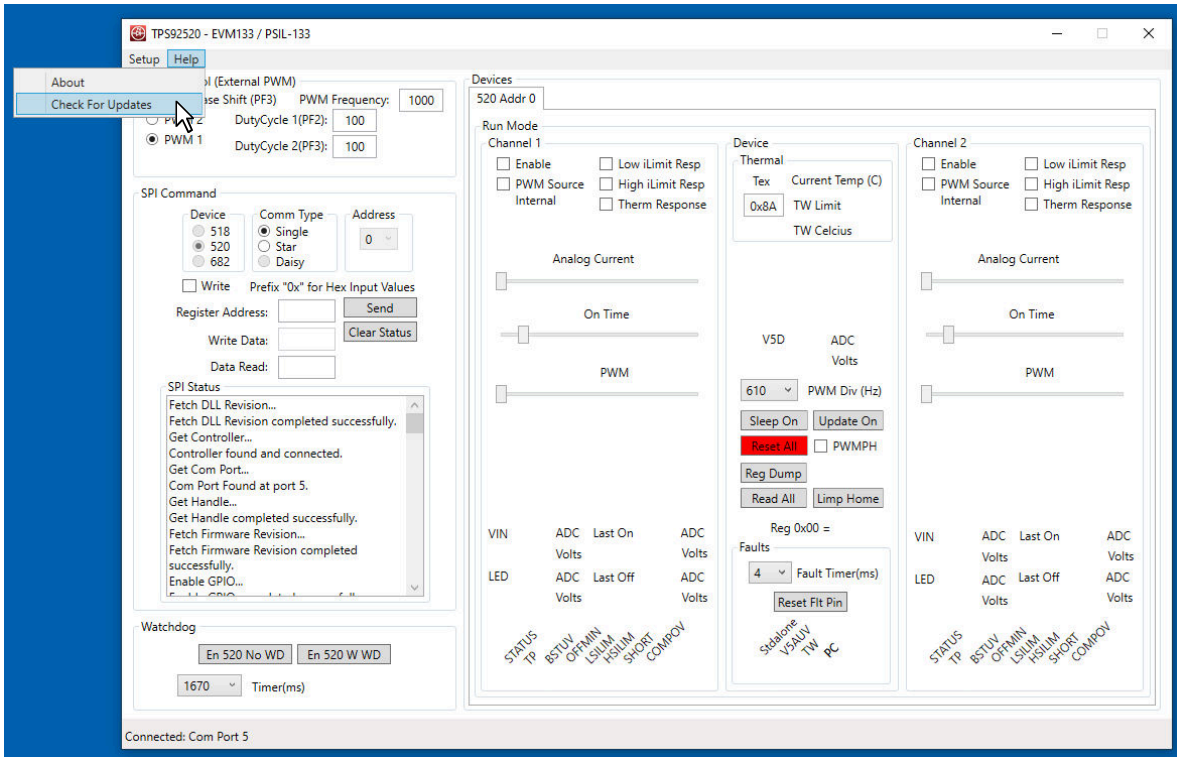 TPS92520 - EVM133 / PSIL-133
Setup Help
About
Check For Updates
(External PWM)
ase Shift (PF3) PWM Frequency: 1000
DutyCycle 1(PF2): 100
PWM 1
DutyCycle 2(PF3): 100
SPI Command
Device Comm Type Address
518 Single 0
520 Star
682 Daisy
Write Prefix "0x" for Hex Input Values
Register Address: Send
Write Data: Clear Status
Data Read:
SPI Status
Fetch DLL Revision...
Fetch DLL Revision completed successfully.
Get Controller...
Controller found and connected.
Get Com Port...
Com Port Found at port 5.
Get Handle...
Get Handle completed successfully.
Fetch Firmware Revision...
Fetch Firmware Revision completed
successfully.
Enable GPIO...
Watchdog
En 520 No WD En 520 W WD
1670 Timer(ms)
Devices
520 Addr 0
Run Mode
Channel 1
Enable Low iLimit Resp
PWM Source High iLimit Resp
Internal Therm Response
Analog Current
On Time
PWM
VIN ADC Last On ADC
Volts Volts
LED ADC Last Off ADC
Volts Volts
STATUS TP BSTUV OFFMIN LSILIM HSILIM SHORT COMPOV
Device
Thermal
Tex Current Temp (C)
0x8A TW Limit
TW Celcius
V5D ADC
Volts
610 PWM Div (Hz)
Sleep On Update On
Reset All PWMPH
Reg Dump
Read All Limp Home
Reg 0x00 =
Faults
4 Fault Timer(ms)
Reset Flt Pin
Stdalone V5AUV TW PC
Channel 2
Enable Low iLimit Resp
PWM Source High iLimit Resp
Internal Therm Response
Analog Current
On Time
PWM
VIN ADC Last On ADC
Volts Volts
LED ADC Last Off ADC
Volts Volts
STATUS TP BSTUV OFFMIN LSILIM HSILIM SHORT COMPOV
Connected: Com Port 5